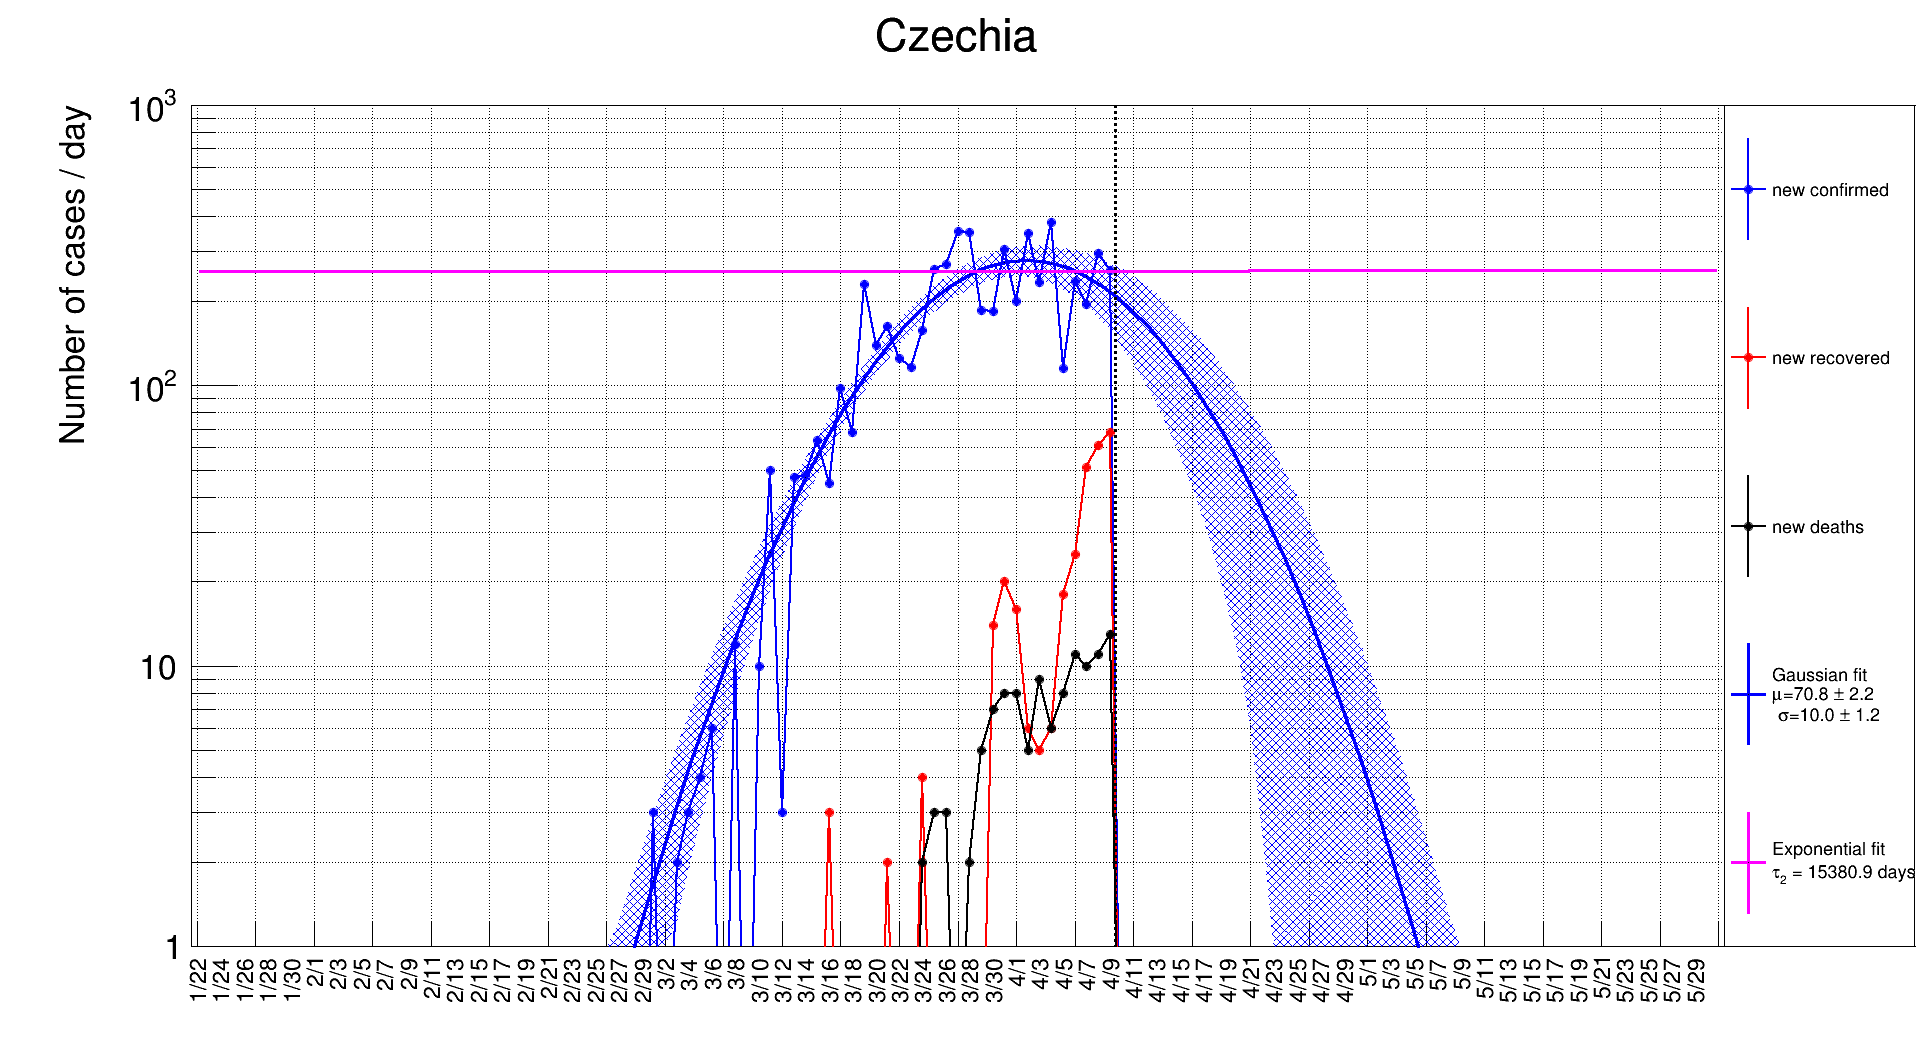 Czechia
Number of cases / day
10³
10²
10
1
1/22 1/24 1/26 1/28 1/30 2/1 2/3 2/5 2/7 2/9 2/11 2/13 2/15 2/17 2/19 2/21 2/23 2/25 2/27 2/29 3/2 3/4 3/6 3/8 3/10 3/12 3/14 3/16 3/18 3/20 3/22 3/24 3/26 3/28 3/30 4/1 4/3 4/5 4/7 4/9 4/11 4/13 4/15 4/17 4/19 4/21 4/23 4/25 4/27 4/29 5/1 5/3 5/5 5/7 5/9 5/11 5/13 5/15 5/17 5/19 5/21 5/23 5/25 5/27 5/29
new confirmed
new recovered
new deaths
Gaussian fit
μ=70.8 ± 2.2
σ=10.0 ± 1.2
Exponential fit
τ₂ = 15380.9 days